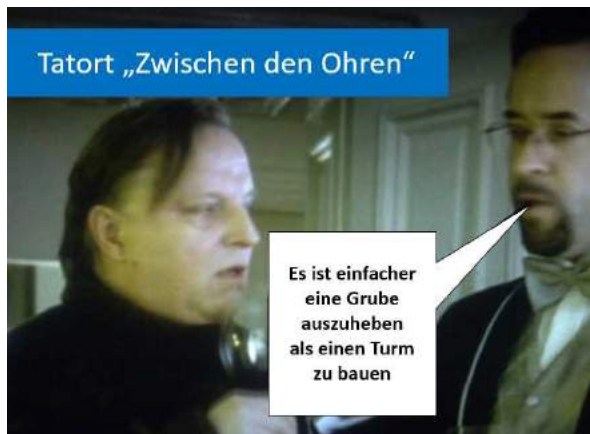 Tatort „Zwischen den Ohren“
Es ist einfacher
eine Grube
auszuheben
als einen Turm
zu bauen